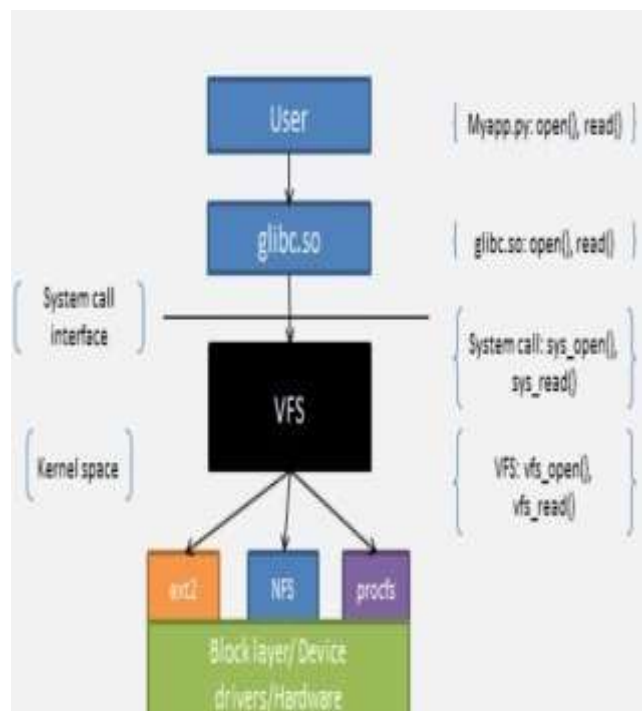 User
Myapp.py: open(), read()
glibc.so
glibc.so: open(), read()
System call
interface
System call: sys_open(),
sys_read()
VFS
Kernel space
VFS: vfs_open(),
vfs_read()
ext2
NFS
procfs
Block layer/ Device
drivers/Hardware